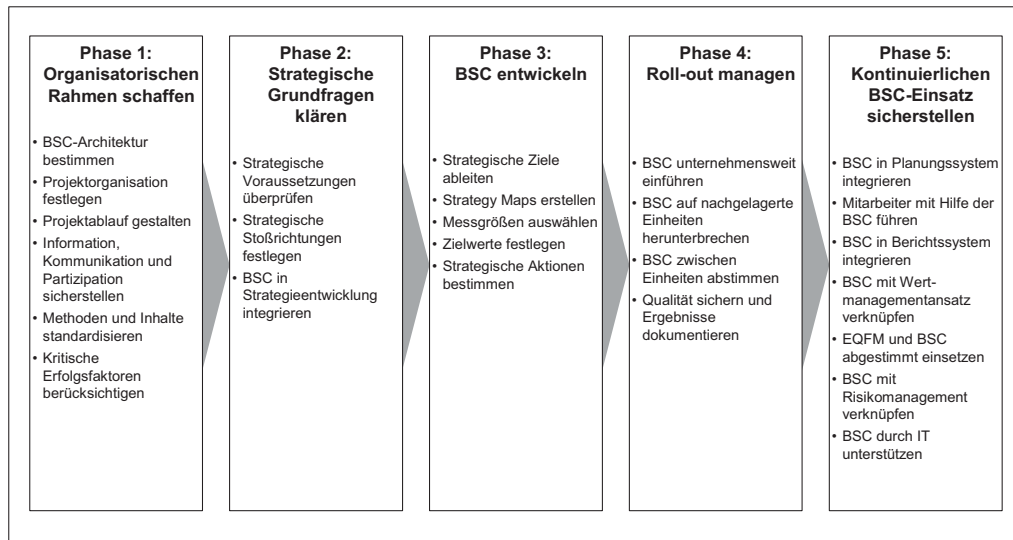 Phase 1:
Organisatorischen
Rahmen schaffen
• BSC-Architektur
bestimmen
• Projektorganisation
festlegen
• Projektablauf gestalten
• Information,
Kommunikation und
Partizipation
sicherstellen
• Methoden und Inhalte
standardisieren
• Kritische
Erfolgsfaktoren
berücksichtigen
Phase 2:
Strategische
Grundfragen
klären
• Strategische
Voraussetzungen
überprüfen
• Strategische
Stoßrichtungen
festlegen
• BSC in
Strategieentwicklung
integrieren
Phase 3:
BSC entwickeln
• Strategische Ziele
ableiten
• Strategy Maps erstellen
• Messgrößen auswählen
• Zielwerte festlegen
• Strategische Aktionen
bestimmen
Phase 4:
Roll-out managen
• BSC unternehmensweit
einführen
• BSC auf nachgelagerte
Einheiten
herunterbrechen
• BSC zwischen
Einheiten abstimmen
• Qualität sichern und
Ergebnisse
dokumentieren
Phase 5:
Kontinuierlichen
BSC-Einsatz
sicherstellen
• BSC in Planungssystem
integrieren
• Mitarbeiter mit Hilfe der
BSC führen
• BSC in Berichtssystem
integrieren
• BSC mit Wert-
managementansatz
verknüpfen
• EQFM und BSC
abgestimmt einsetzen
• BSC mit
Risikomanagement
verknüpfen
• BSC durch IT
unterstützen